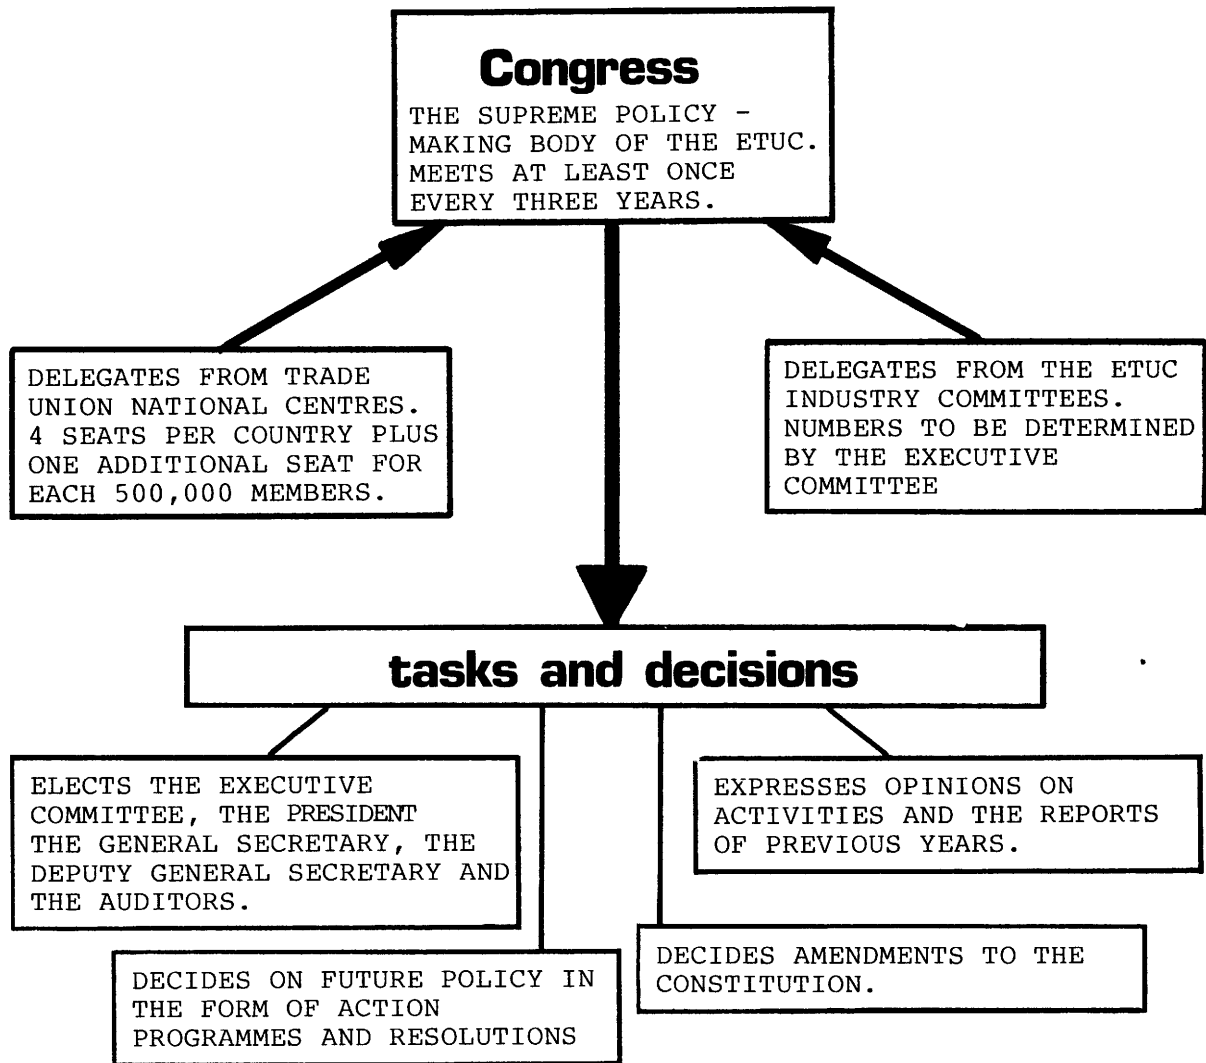 Congress
THE SUPREME POLICY -
MAKING BODY OF THE ETUC.
MEETS AT LEAST ONCE
EVERY THREE YEARS.
DELEGATES FROM TRADE
UNION NATIONAL CENTRES.
4 SEATS PER COUNTRY PLUS
ONE ADDITIONAL SEAT FOR
EACH 500,000 MEMBERS.
DELEGATES FROM THE ETUC
INDUSTRY COMMITTEES.
NUMBERS TO BE DETERMINED
BY THE EXECUTIVE
COMMITTEE
tasks and decisions
ELECTS THE EXECUTIVE
COMMITTEE, THE PRESIDENT
THE GENERAL SECRETARY, THE
DEPUTY GENERAL SECRETARY AND
THE AUDITORS.
EXPRESSES OPINIONS ON
ACTIVITIES AND THE REPORTS
OF PREVIOUS YEARS.
DECIDES ON FUTURE POLICY IN
THE FORM OF ACTION
PROGRAMMES AND RESOLUTIONS
DECIDES AMENDMENTS TO THE
CONSTITUTION.